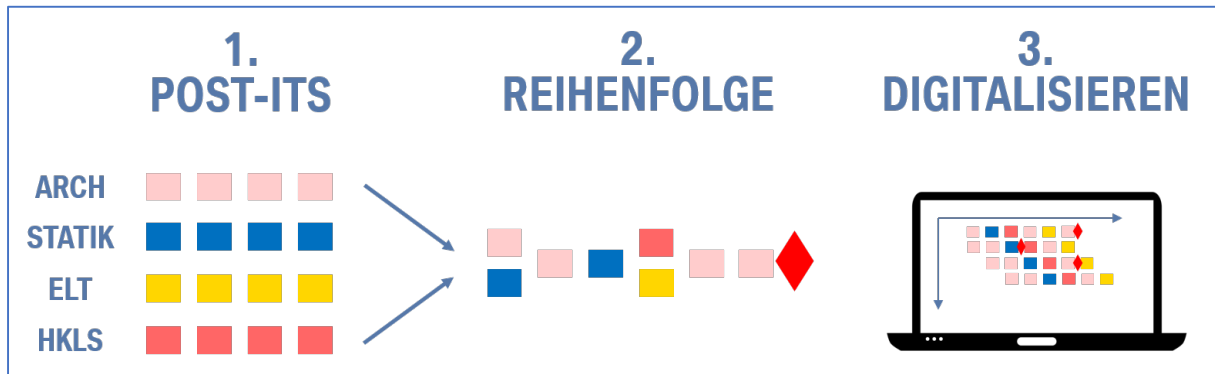 1.
POST-ITS
2.
REIHENFOLGE
3.
DIGITALISIEREN
ARCH
STATIK
ELT
HKLS